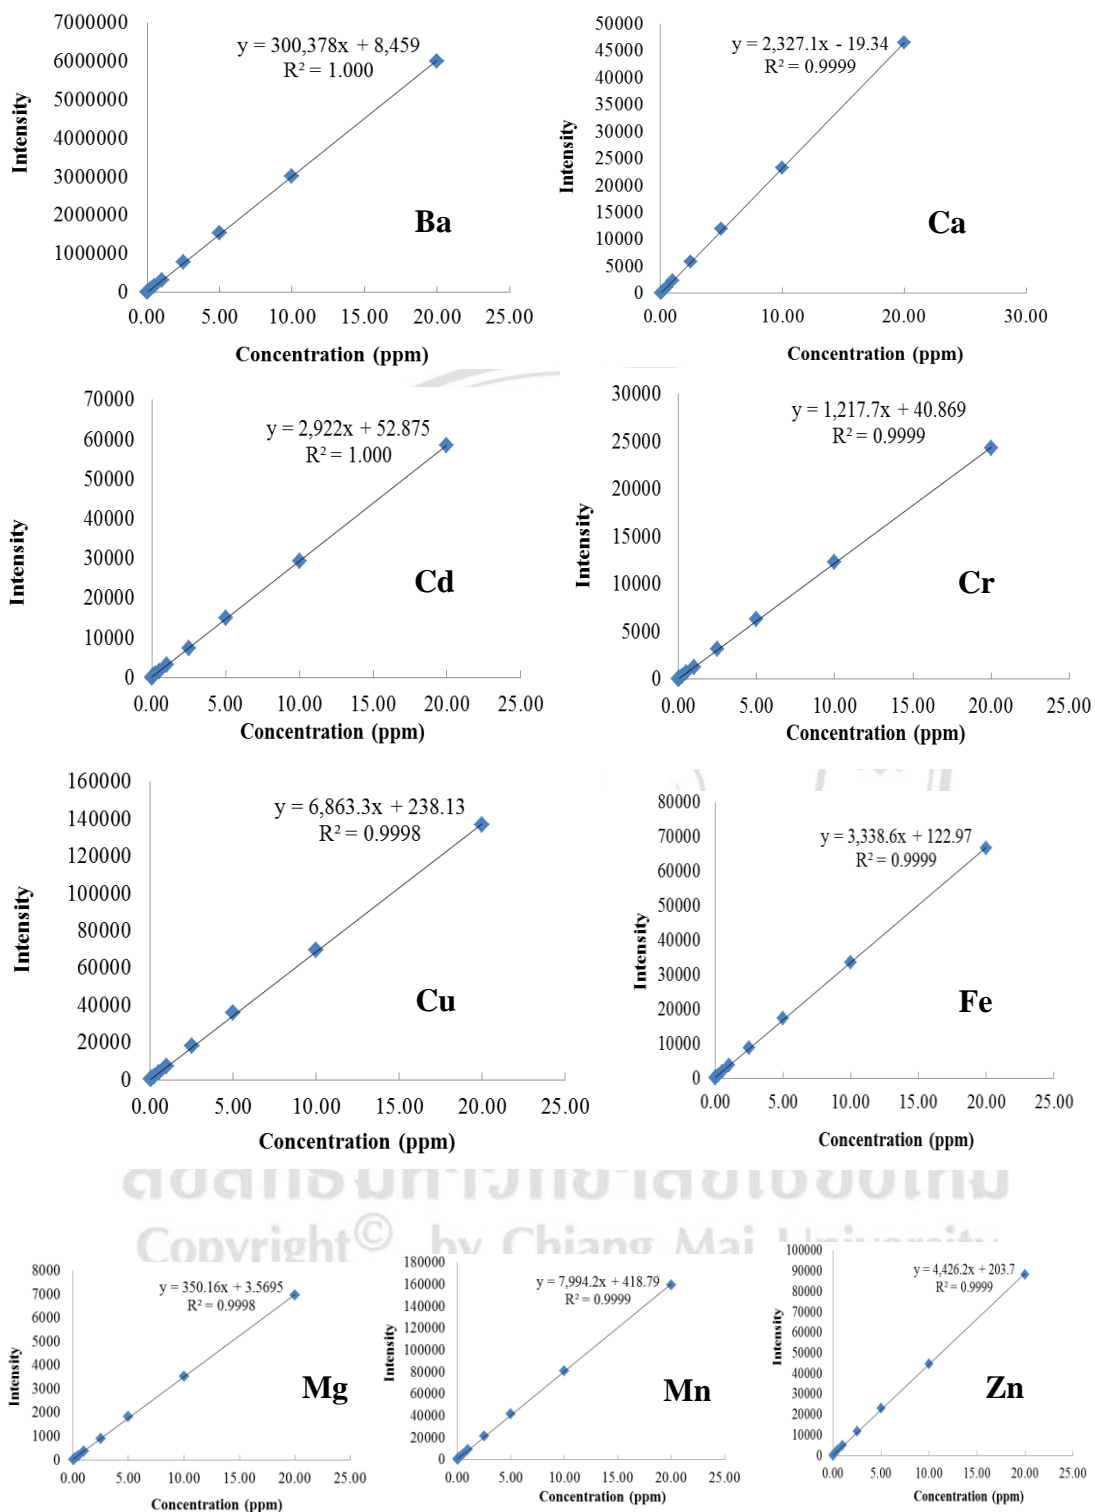 7000000
6000000
5000000
4000000
3000000
2000000
1000000
0
Intensity
y = 300,378x + 8,459
R² = 1.000
Ba
0.00 5.00 10.00 15.00 20.00 25.00
Concentration (ppm)
50000
45000
40000
35000
30000
25000
20000
15000
10000
5000
0
Intensity
y = 2,327.1x - 19.34
R² = 0.9999
Ca
0.00 10.00 20.00 30.00
Concentration (ppm)
70000
60000
50000
40000
30000
20000
10000
0
Intensity
y = 2,922x + 52.875
R² = 1.000
Cd
0.00 5.00 10.00 15.00 20.00 25.00
Concentration (ppm)
30000
25000
20000
15000
10000
5000
0
Intensity
y = 1,217.7x + 40.869
R² = 0.9999
Cr
0.00 5.00 10.00 15.00 20.00 25.00
Concentration (ppm)
160000
140000
120000
100000
80000
60000
40000
20000
0
Intensity
y = 6,863.3x + 238.13
R² = 0.9998
Cu
0.00 5.00 10.00 15.00 20.00 25.00
Concentration (ppm)
80000
70000
60000
50000
40000
30000
20000
10000
0
Intensity
y = 3,338.6x + 122.97
R² = 0.9999
Fe
0.00 5.00 10.00 15.00 20.00 25.00
Concentration (ppm)
Copyright© by Chiang Mai University
8000
7000
6000
5000
4000
3000
2000
1000
0
Intensity
y = 350.16x + 3.5695
R² = 0.9998
Mg
0.00 5.00 10.00 15.00 20.00 25.00
Concentration (ppm)
180000
160000
140000
120000
100000
80000
60000
40000
20000
0
Intensity
y = 7,994.2x + 418.79
R² = 0.9999
Mn
0.00 5.00 10.00 15.00 20.00 25.00
Concentration (ppm)
100000
90000
80000
70000
60000
50000
40000
30000
20000
10000
0
Intensity
y = 4,426.2x + 203.7
R² = 0.9999
Zn
0.00 5.00 10.00 15.00 20.00 25.00
Concentration (ppm)